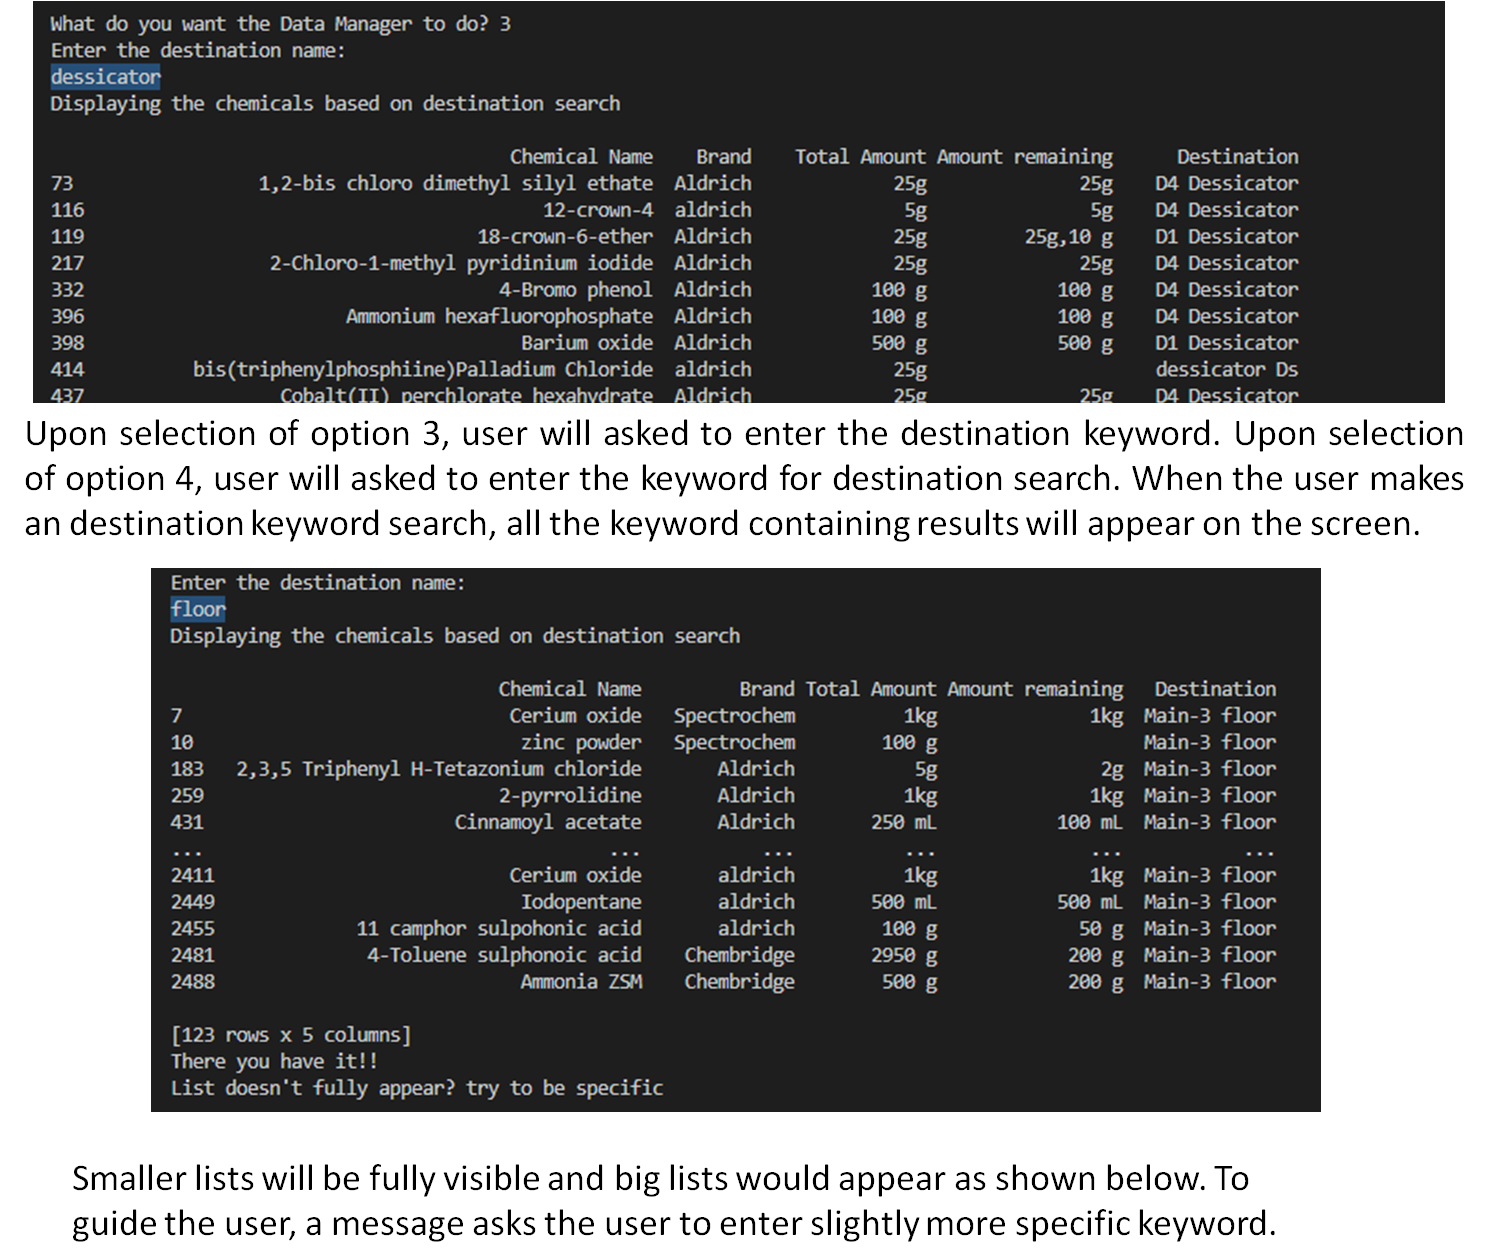 What do you want the Data Manager to do? 3
Enter the destination name:
dessicator
Displaying the chemicals based on destination search
Chemical Name Brand Total Amount Amount remaining Destination
73 1,2-bis chloro dimethyl silyl ethate Aldrich 25g 25g D4 Dessicator
116 12-crown-4 aldrich 5g 5g D4 Dessicator
119 18-crown-6-ether Aldrich 25g 25g,10 g D1 Dessicator
217 2-Chloro-1-methyl pyridinium iodide Aldrich 25g 25g D4 Dessicator
332 4-Bromo phenol Aldrich 100 g 100 g D4 Dessicator
396 Ammonium hexafluorophosphate Aldrich 100 g 100 g D4 Dessicator
398 Barium oxide Aldrich 500 g 500 g D1 Dessicator
414 bis(triphenylphosphiine)Palladium Chloride aldrich 25g dessicator Ds
437 Cobalt(II) perchlorate hexahydrate Aldrich 25g 25g D4 Dessicator
Upon selection of option 3, user will asked to enter the destination keyword. Upon selection
of option 4, user will asked to enter the keyword for destination search. When the user makes
an destination keyword search, all the keyword containing results will appear on the screen.
Enter the destination name:
floor
Displaying the chemicals based on destination search
Chemical Name Brand Total Amount Amount remaining Destination
7 Cerium oxide Spectrochem 1kg 1kg Main-3 floor
10 zinc powder Spectrochem 100 g Main-3 floor
183 2,3,5 Triphenyl H-Tetazonium chloride Aldrich 5g 2g Main-3 floor
259 2-pyrrolidine Aldrich 1kg 1kg Main-3 floor
431 Cinnamoyl acetate Aldrich 250 mL 100 mL Main-3 floor
... ... ... ... ... ...
2411 Cerium oxide aldrich 1kg 1kg Main-3 floor
2449 Iodopentane aldrich 500 mL 500 mL Main-3 floor
2455 11 camphor sulpohonic acid aldrich 100 g 50 g Main-3 floor
2481 4-Toluene sulphonoic acid Chembridge 2950 g 200 g Main-3 floor
2488 Ammonia ZSM Chembridge 500 g 200 g Main-3 floor
[123 rows x 5 columns]
There you have it!!
List doesn't fully appear? try to be specific
Smaller lists will be fully visible and big lists would appear as shown below. To
guide the user, a message asks the user to enter slightly more specific keyword.